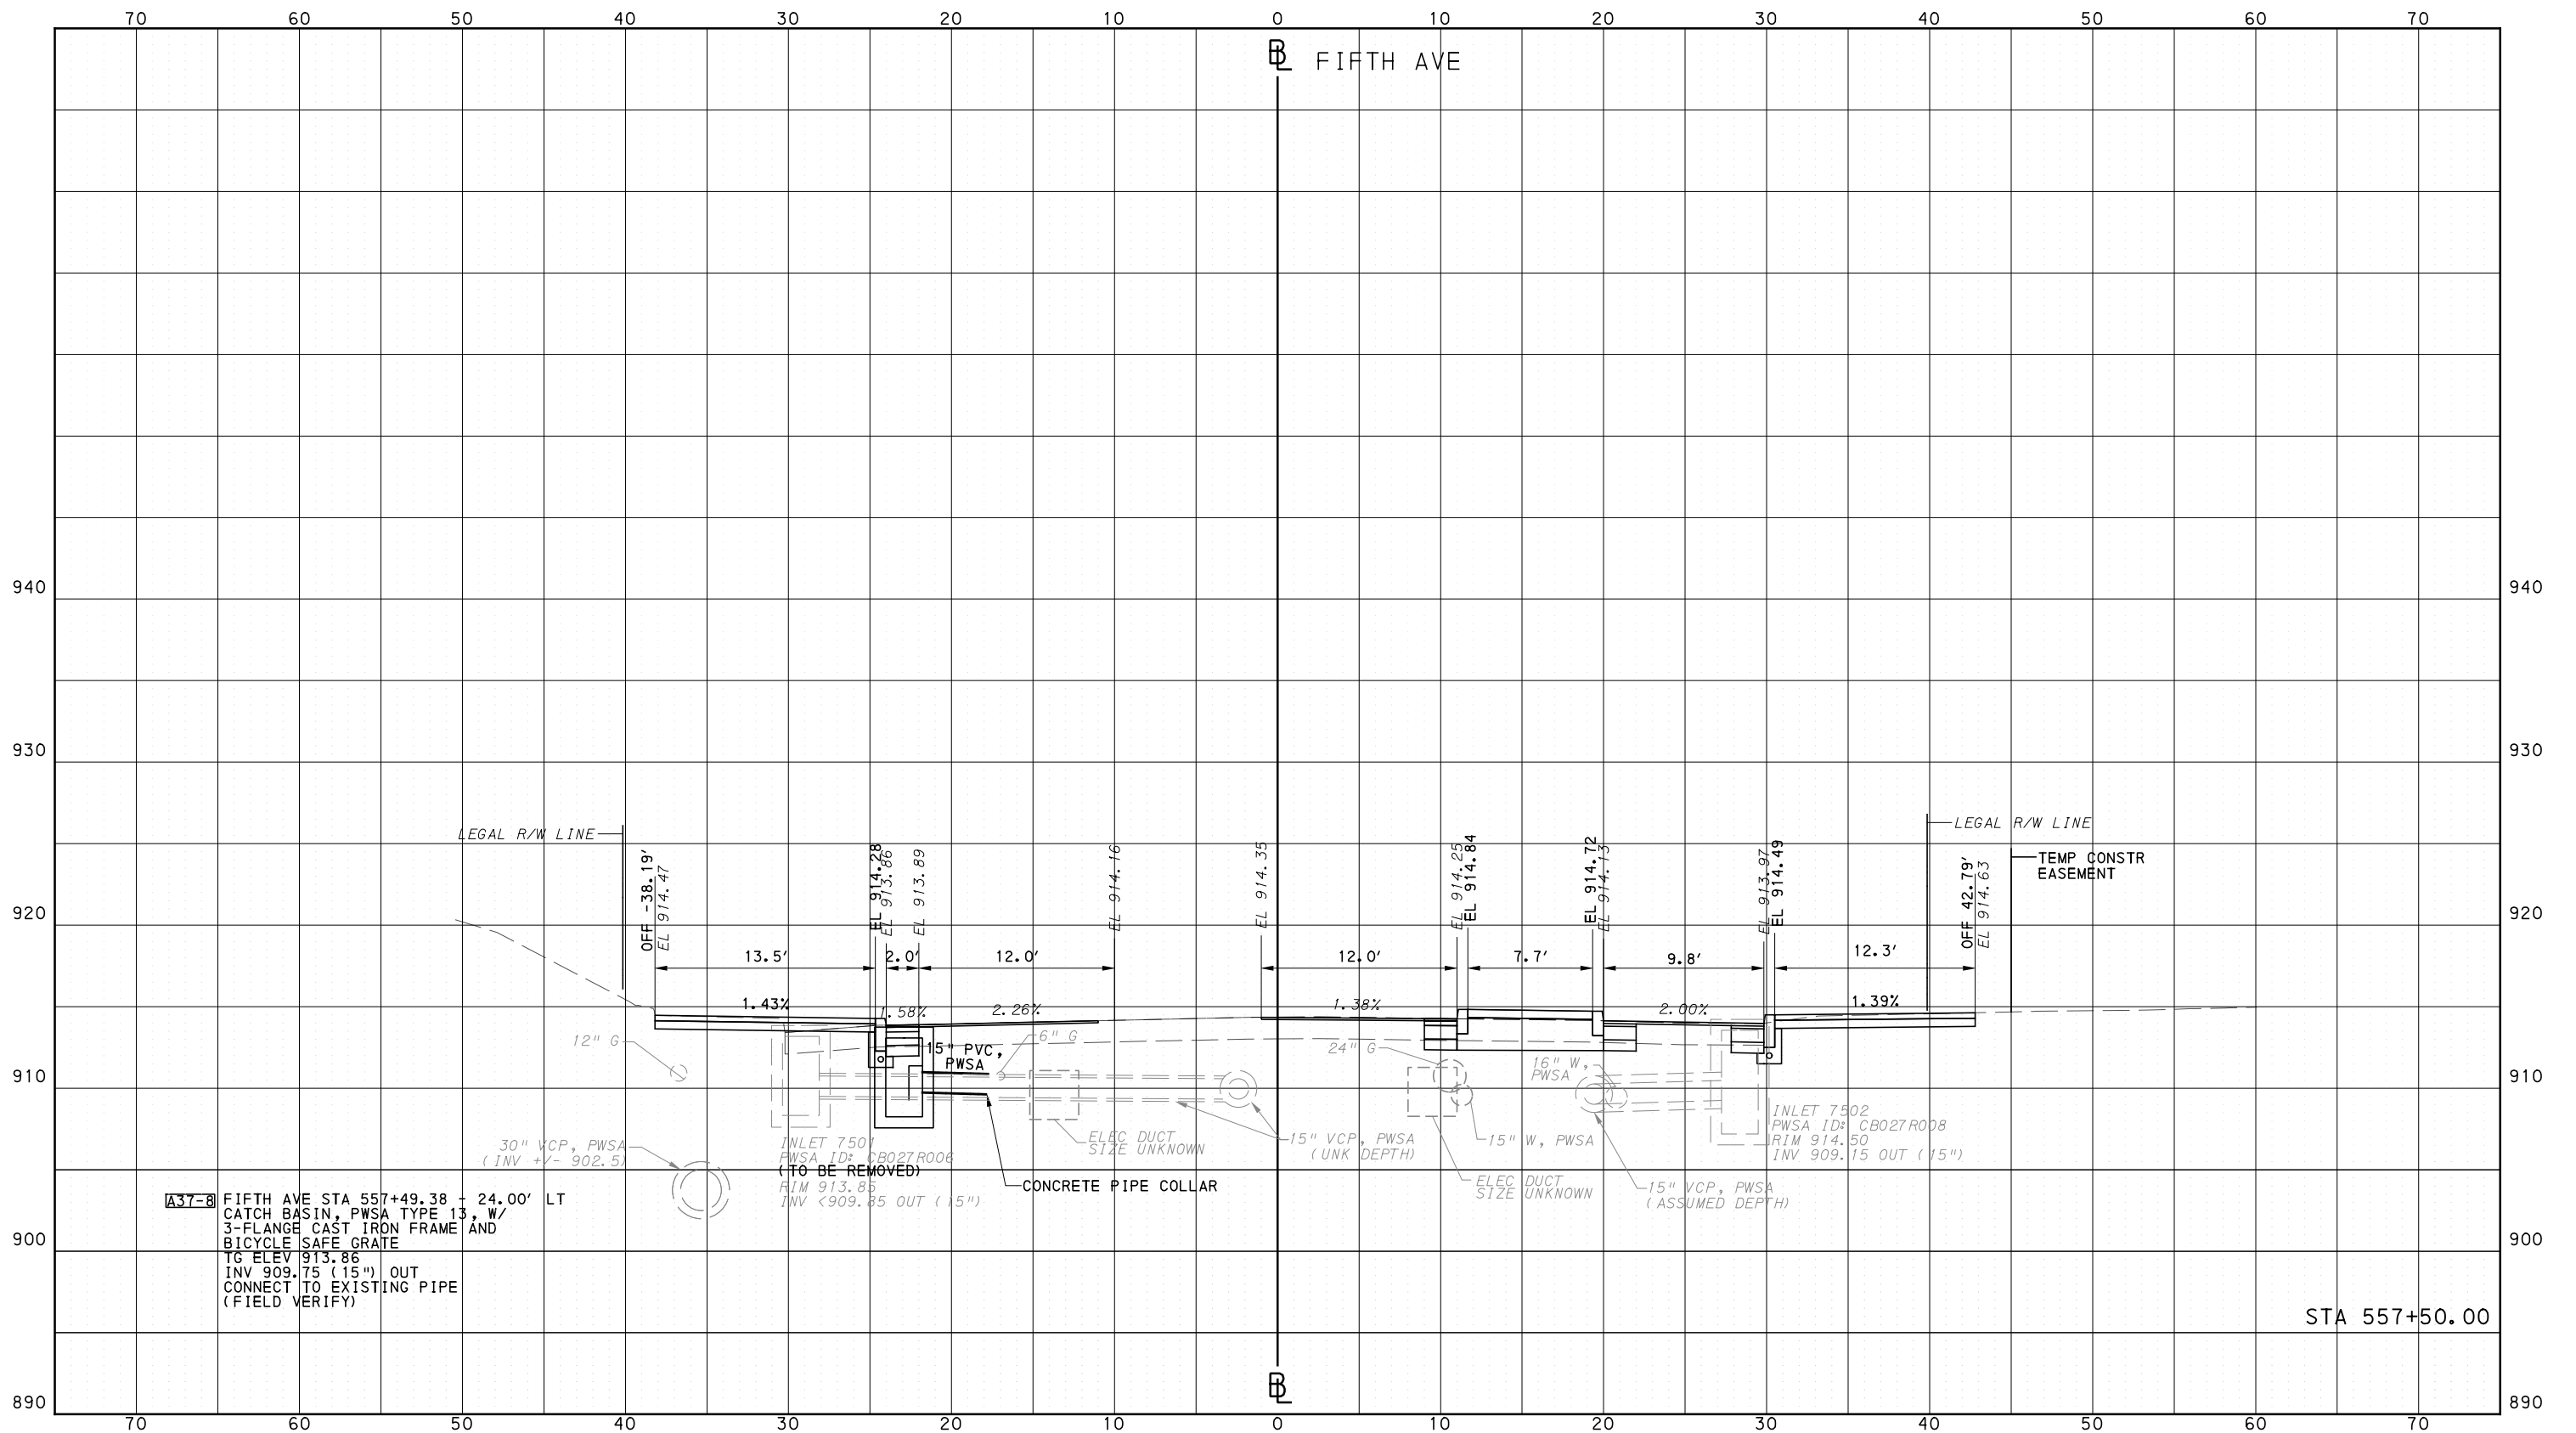 70 60 50 40 30 20 10 0 10 20 30 40 50 60 70
BL FIFTH AVE
940 940
930 930
LEGAL R/W LINE
LEGAL R/W LINE
TEMP CONSTR
EASEMENT
920 920
OFF -38.19'
EL 914.47
EL 914.28
EL 913.86
EL 913.89
EL 914.16
EL 914.35
EL 914.25
EL 914.84
EL 914.72
EL 914.13
EL 913.97
EL 914.49
OFF 42.79'
EL 914.63
13.5' 2.0' 12.0' 12.0' 7.7' 9.8' 12.3'
1.43% 1.58% 2.26% 1.38% 2.00% 1.39%
12" G
15" PVC,
PWSA
6" G
24" G
16" W,
PWSA
910 910
30" VCP, PWSA
(INV +/- 902.5)
INLET 7501
PWSA ID: CB027R006
(TO BE REMOVED)
RIM 913.85
INV <909.85 OUT (15")
ELEC DUCT
SIZE UNKNOWN
15" VCP, PWSA
(UNK DEPTH)
15" W, PWSA
INLET 7502
PWSA ID: CB027R008
RIM 914.50
INV 909.15 OUT (15")
CONCRETE PIPE COLLAR
ELEC DUCT
SIZE UNKNOWN
15" VCP, PWSA
(ASSUMED DEPTH)
A37-8 FIFTH AVE STA 557+49.38 - 24.00' LT
CATCH BASIN, PWSA TYPE 13, W/
3-FLANGE CAST IRON FRAME AND
BICYCLE SAFE GRATE
TG ELEV 913.86
INV 909.75 (15") OUT
CONNECT TO EXISTING PIPE
(FIELD VERIFY)
900 900
STA 557+50.00
BL
890 890
70 60 50 40 30 20 10 0 10 20 30 40 50 60 70